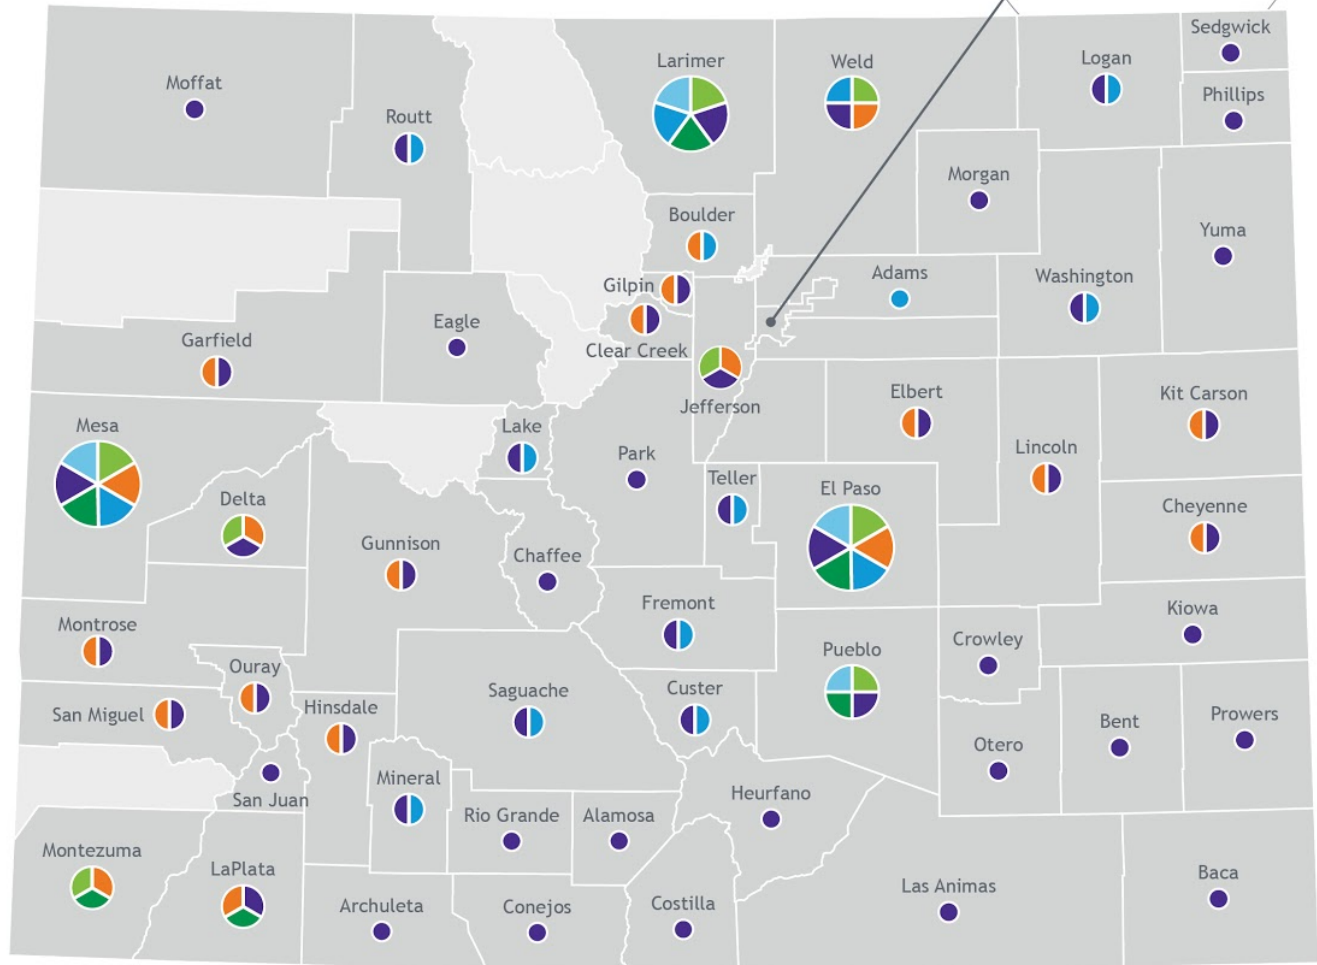 Sedgwick
Larimer
Weld
Logan
Moffat
Phillips
Routt
Morgan
Boulder
Yuma
Adams
Washington
Gilpin
Eagle
Garfield
Clear Creek
Elbert
Kit Carson
Jefferson
Mesa
Lake
Lincoln
Park
Teller
El Paso
Delta
Cheyenne
Gunnison
Chaffee
Fremont
Kiowa
Montrose
Crowley
Pueblo
Ouray
Saguache
Custer
Hinsdale
San Miguel
Prowers
Bent
Otero
Mineral
Heurfano
San Juan
Rio Grande
Alamosa
Montezuma
LaPlata
Baca
Las Animas
Costilla
Archuleta
Conejos